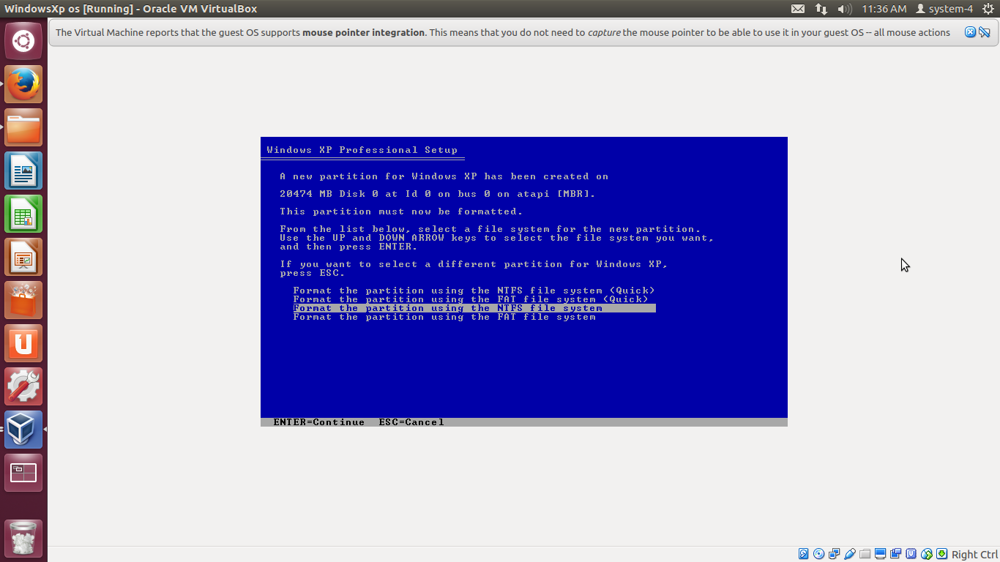 WindowsXp os [Running] - Oracle VM VirtualBox
11:36 AM
system-4
The Virtual Machine reports that the guest OS supports mouse pointer integration. This means that you do not need to capture the mouse pointer to be able to use it in your guest OS -- all mouse actions
Windows XP Professional Setup
A new partition for Windows XP has been created on
20474 MB Disk 0 at Id 0 on bus 0 on atapi [MBR].
This partition must now be formatted.
From the list below, select a file system for the new partition.
Use the UP and DOWN ARROW keys to select the file system you want,
and then press ENTER.
If you want to select a different partition for Windows XP,
press ESC.
Format the partition using the NTFS file system (Quick)
Format the partition using the FAT file system (Quick)
Format the partition using the NTFS file system
Format the partition using the FAT file system
ENTER=Continue ESC=Cancel
Right Ctrl